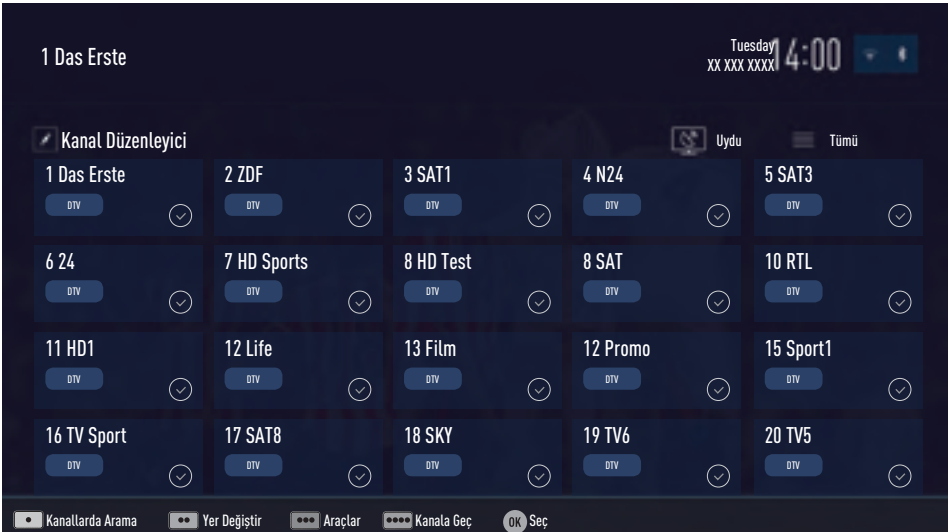 1 Das Erste
Tuesday
XX XXX XXXX
14:00
Kanal Düzenleyici
Uydu
Tümü
1 Das Erste
DTV
2 ZDF
DTV
3 SAT1
DTV
4 N24
DTV
5 SAT3
DTV
6 24
DTV
7 HD Sports
DTV
8 HD Test
DTV
8 SAT
DTV
10 RTL
DTV
11 HD1
DTV
12 Life
DTV
13 Film
DTV
12 Promo
DTV
15 Sport1
DTV
16 TV Sport
DTV
17 SAT8
DTV
18 SKY
DTV
19 TV6
DTV
20 TV5
DTV
Kanallarda Arama
Yer Değiştir
Araçlar
Kanala Geç
OK Seç